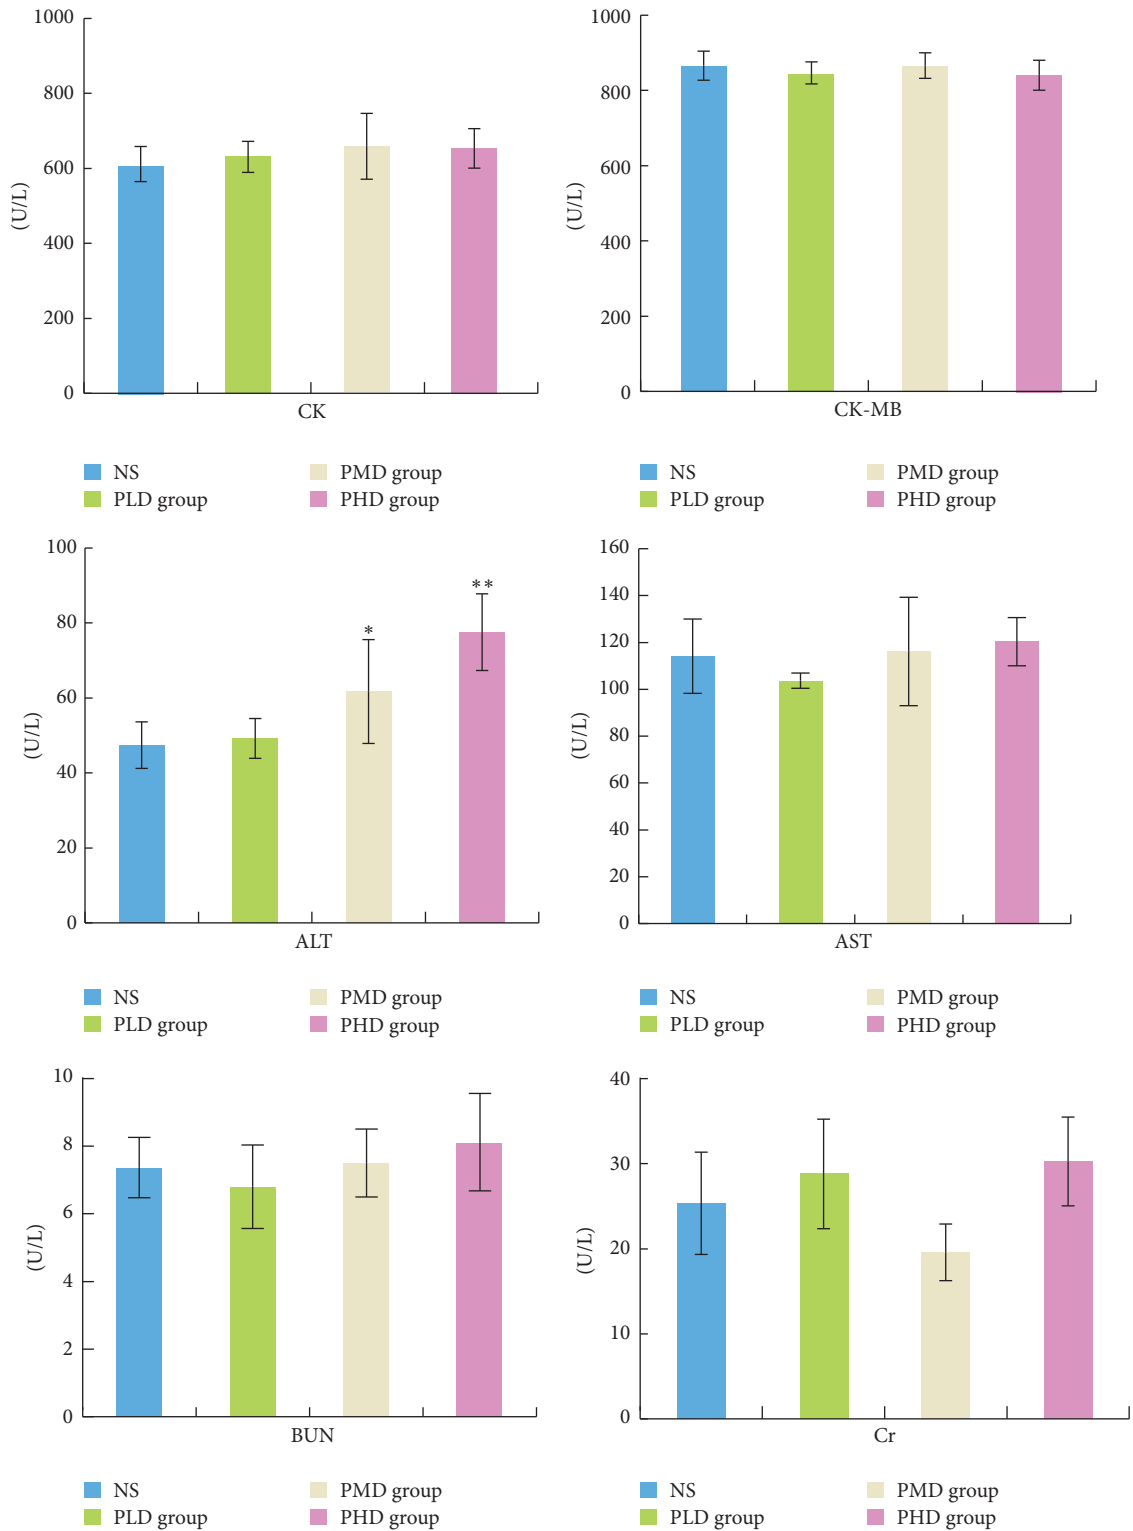 1000
800
600
400
200
0
(U/L)
CK
NS
PLD group
PMD group
PHD group
1000
800
600
400
200
0
(U/L)
CK-MB
NS
PLD group
PMD group
PHD group
100
80
60
40
20
0
(U/L)
*
**
ALT
NS
PLD group
PMD group
PHD group
160
140
120
100
80
60
40
20
0
(U/L)
AST
NS
PLD group
PMD group
PHD group
10
8
6
4
2
0
(U/L)
BUN
NS
PLD group
PMD group
PHD group
40
30
20
10
0
(U/L)
Cr
NS
PLD group
PMD group
PHD group